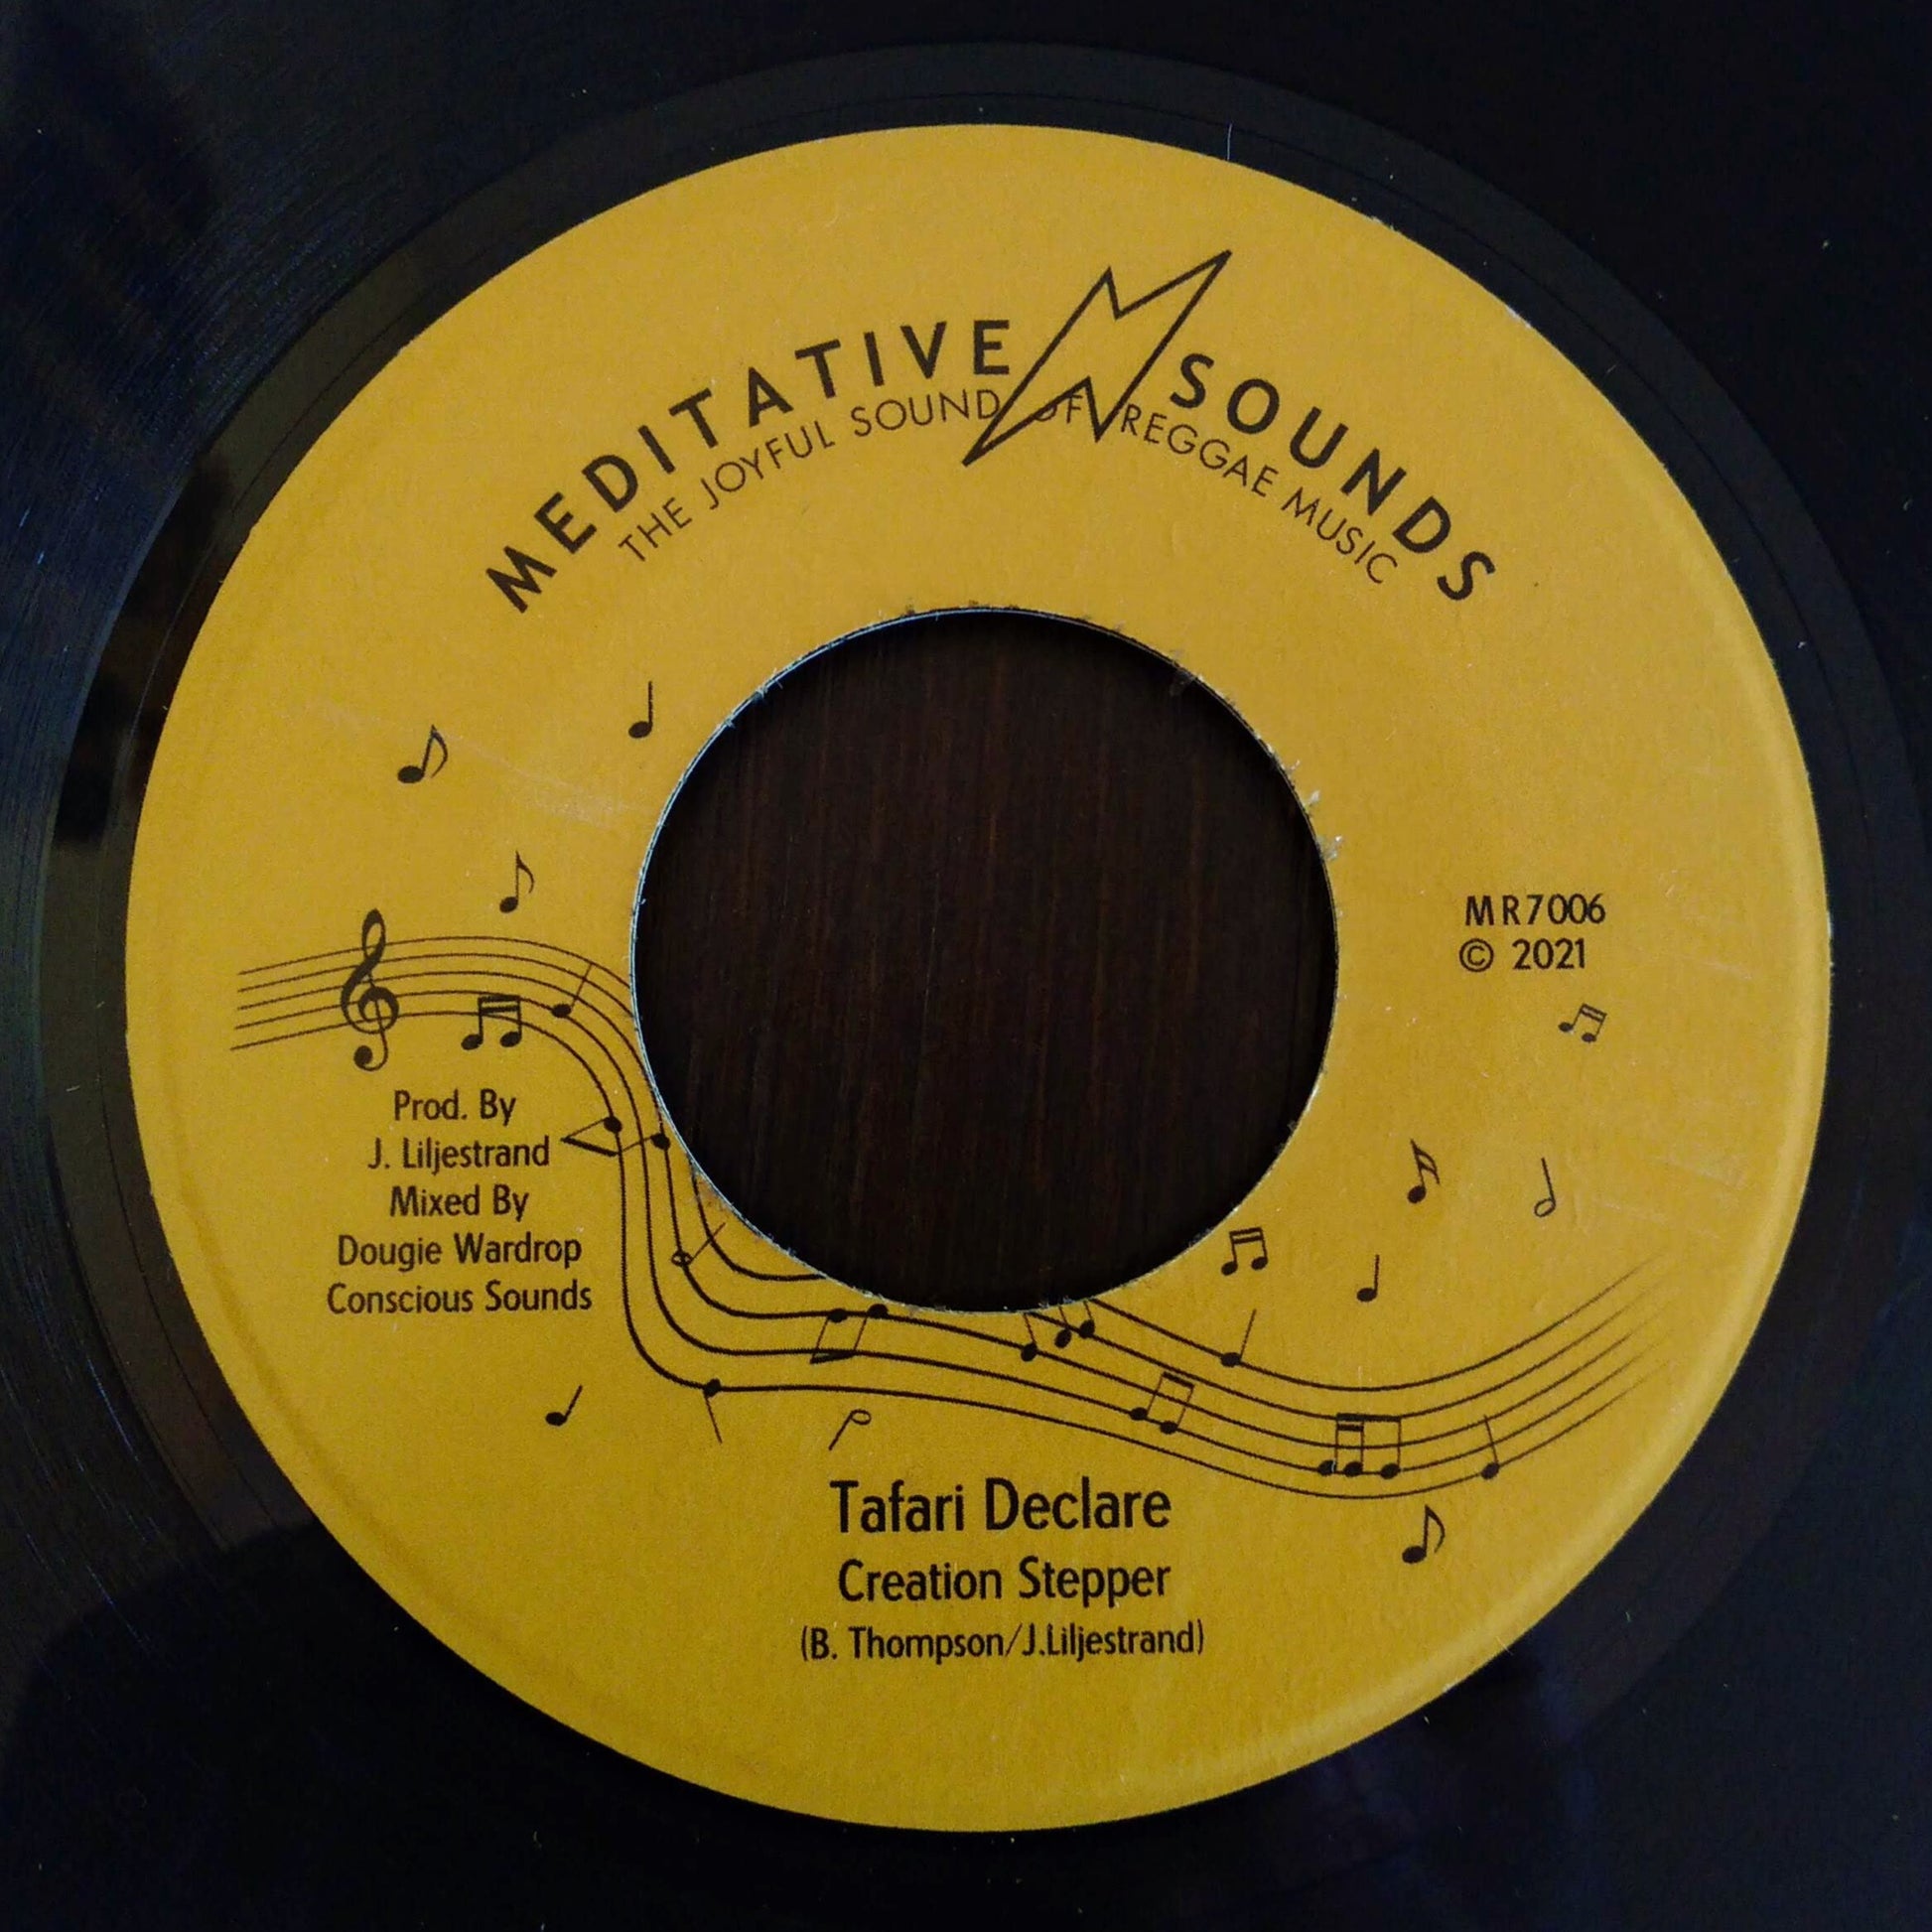 MEDITATIVE SOUNDS
THE JOYFUL SOUND OF REGGAE MUSIC
MR7006
© 2021
Prod. By
J. Liljestrand
Mixed By
Dougie Wardrop
Conscious Sounds
Tafari Declare
Creation Stepper
(B. Thompson/J.Liljestrand)